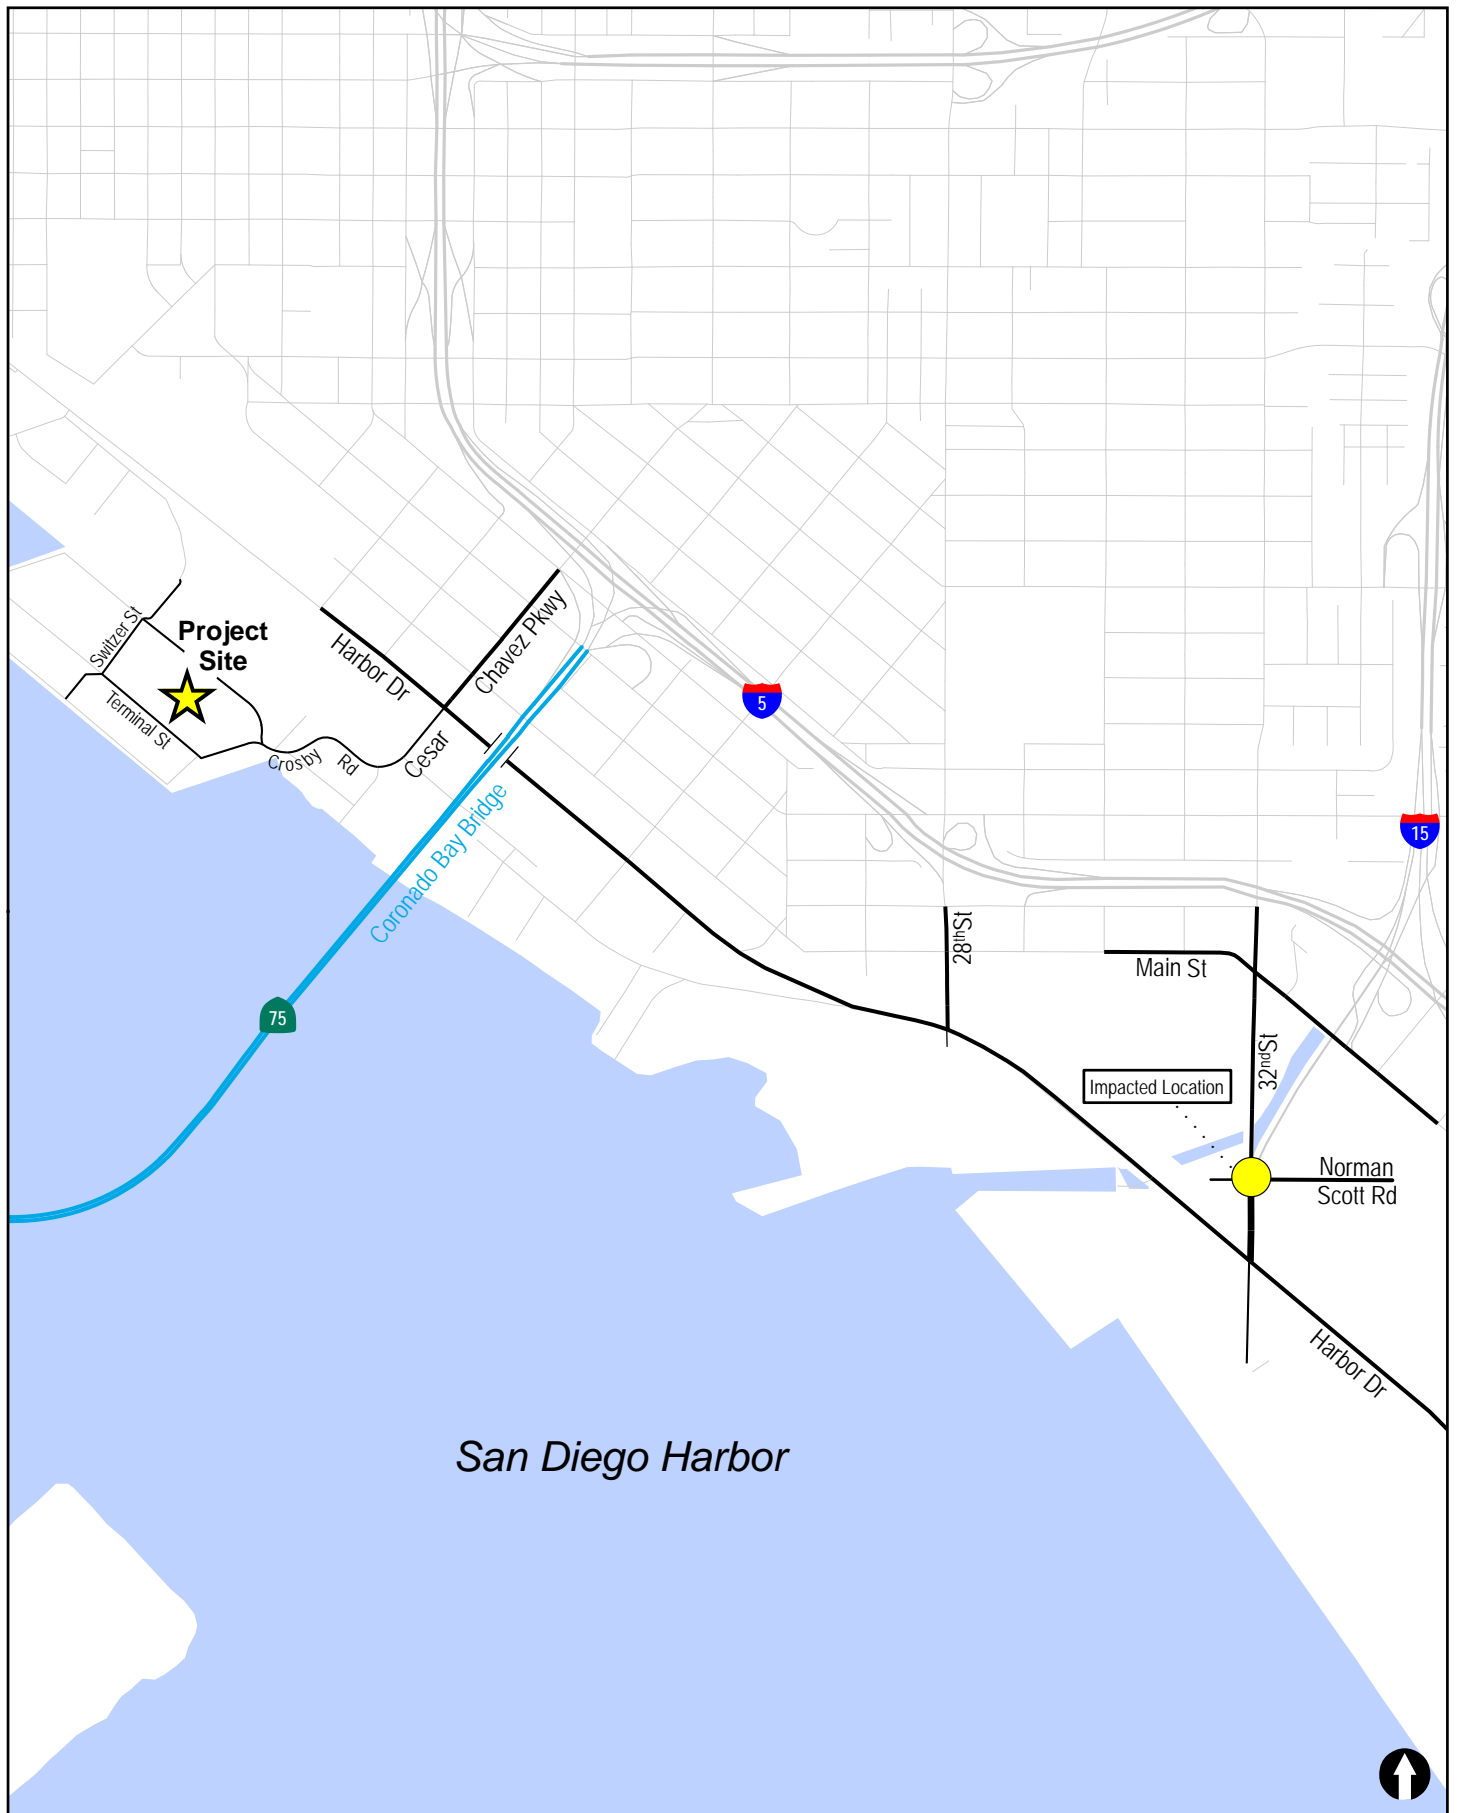 Switzer St
Project
Site
Terminal St
Harbor Dr
Chavez Pkwy
Cesar
Crosby Rd
Coronado Bay Bridge
5
15
75
28thSt
Main St
32ndSt
Impacted Location
Norman
Scott Rd
Harbor Dr
San Diego Harbor